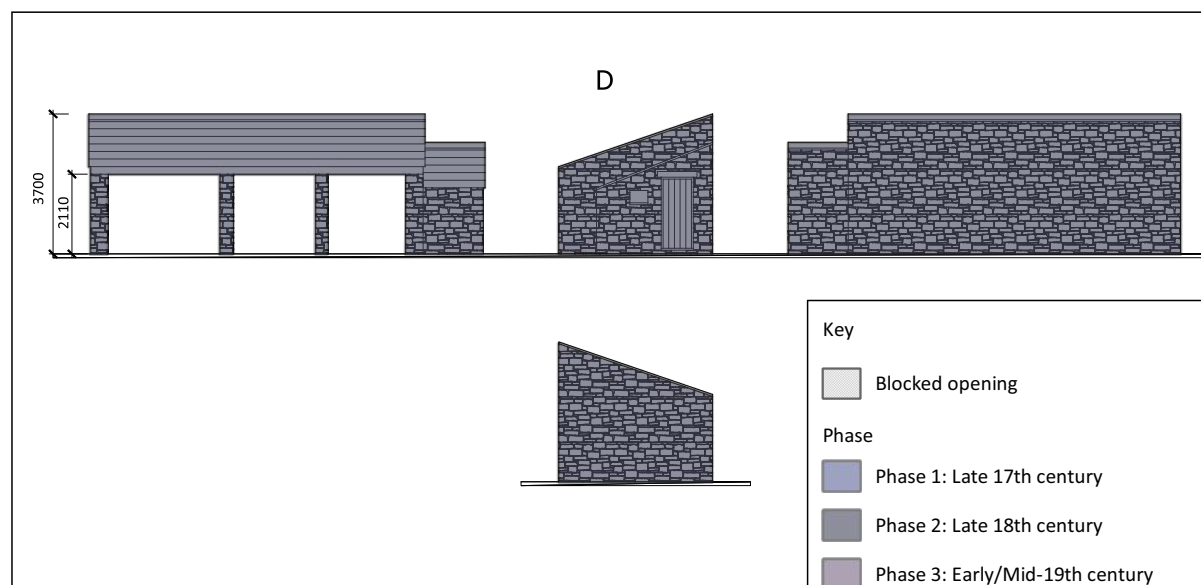 D
3700
2110
Key
Blocked opening
Phase
Phase 1: Late 17th century
Phase 2: Late 18th century
Phase 3: Early/Mid-19th century